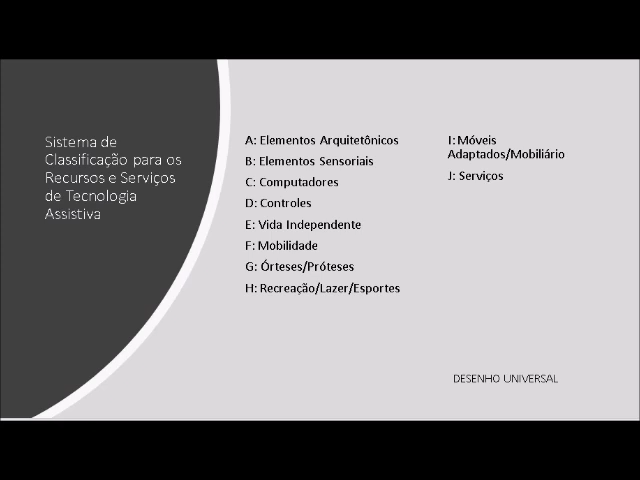 Sistema de
Classificação para os
Recursos e Serviços
de Tecnologia
Assistiva
A: Elementos Arquitetônicos
B: Elementos Sensoriais
C: Computadores
D: Controles
E: Vida Independente
F: Mobilidade
G: Órteses/Próteses
H: Recreação/Lazer/Esportes
I: Móveis
Adaptados/Mobiliário
J: Serviços
DESENHO UNIVERSAL